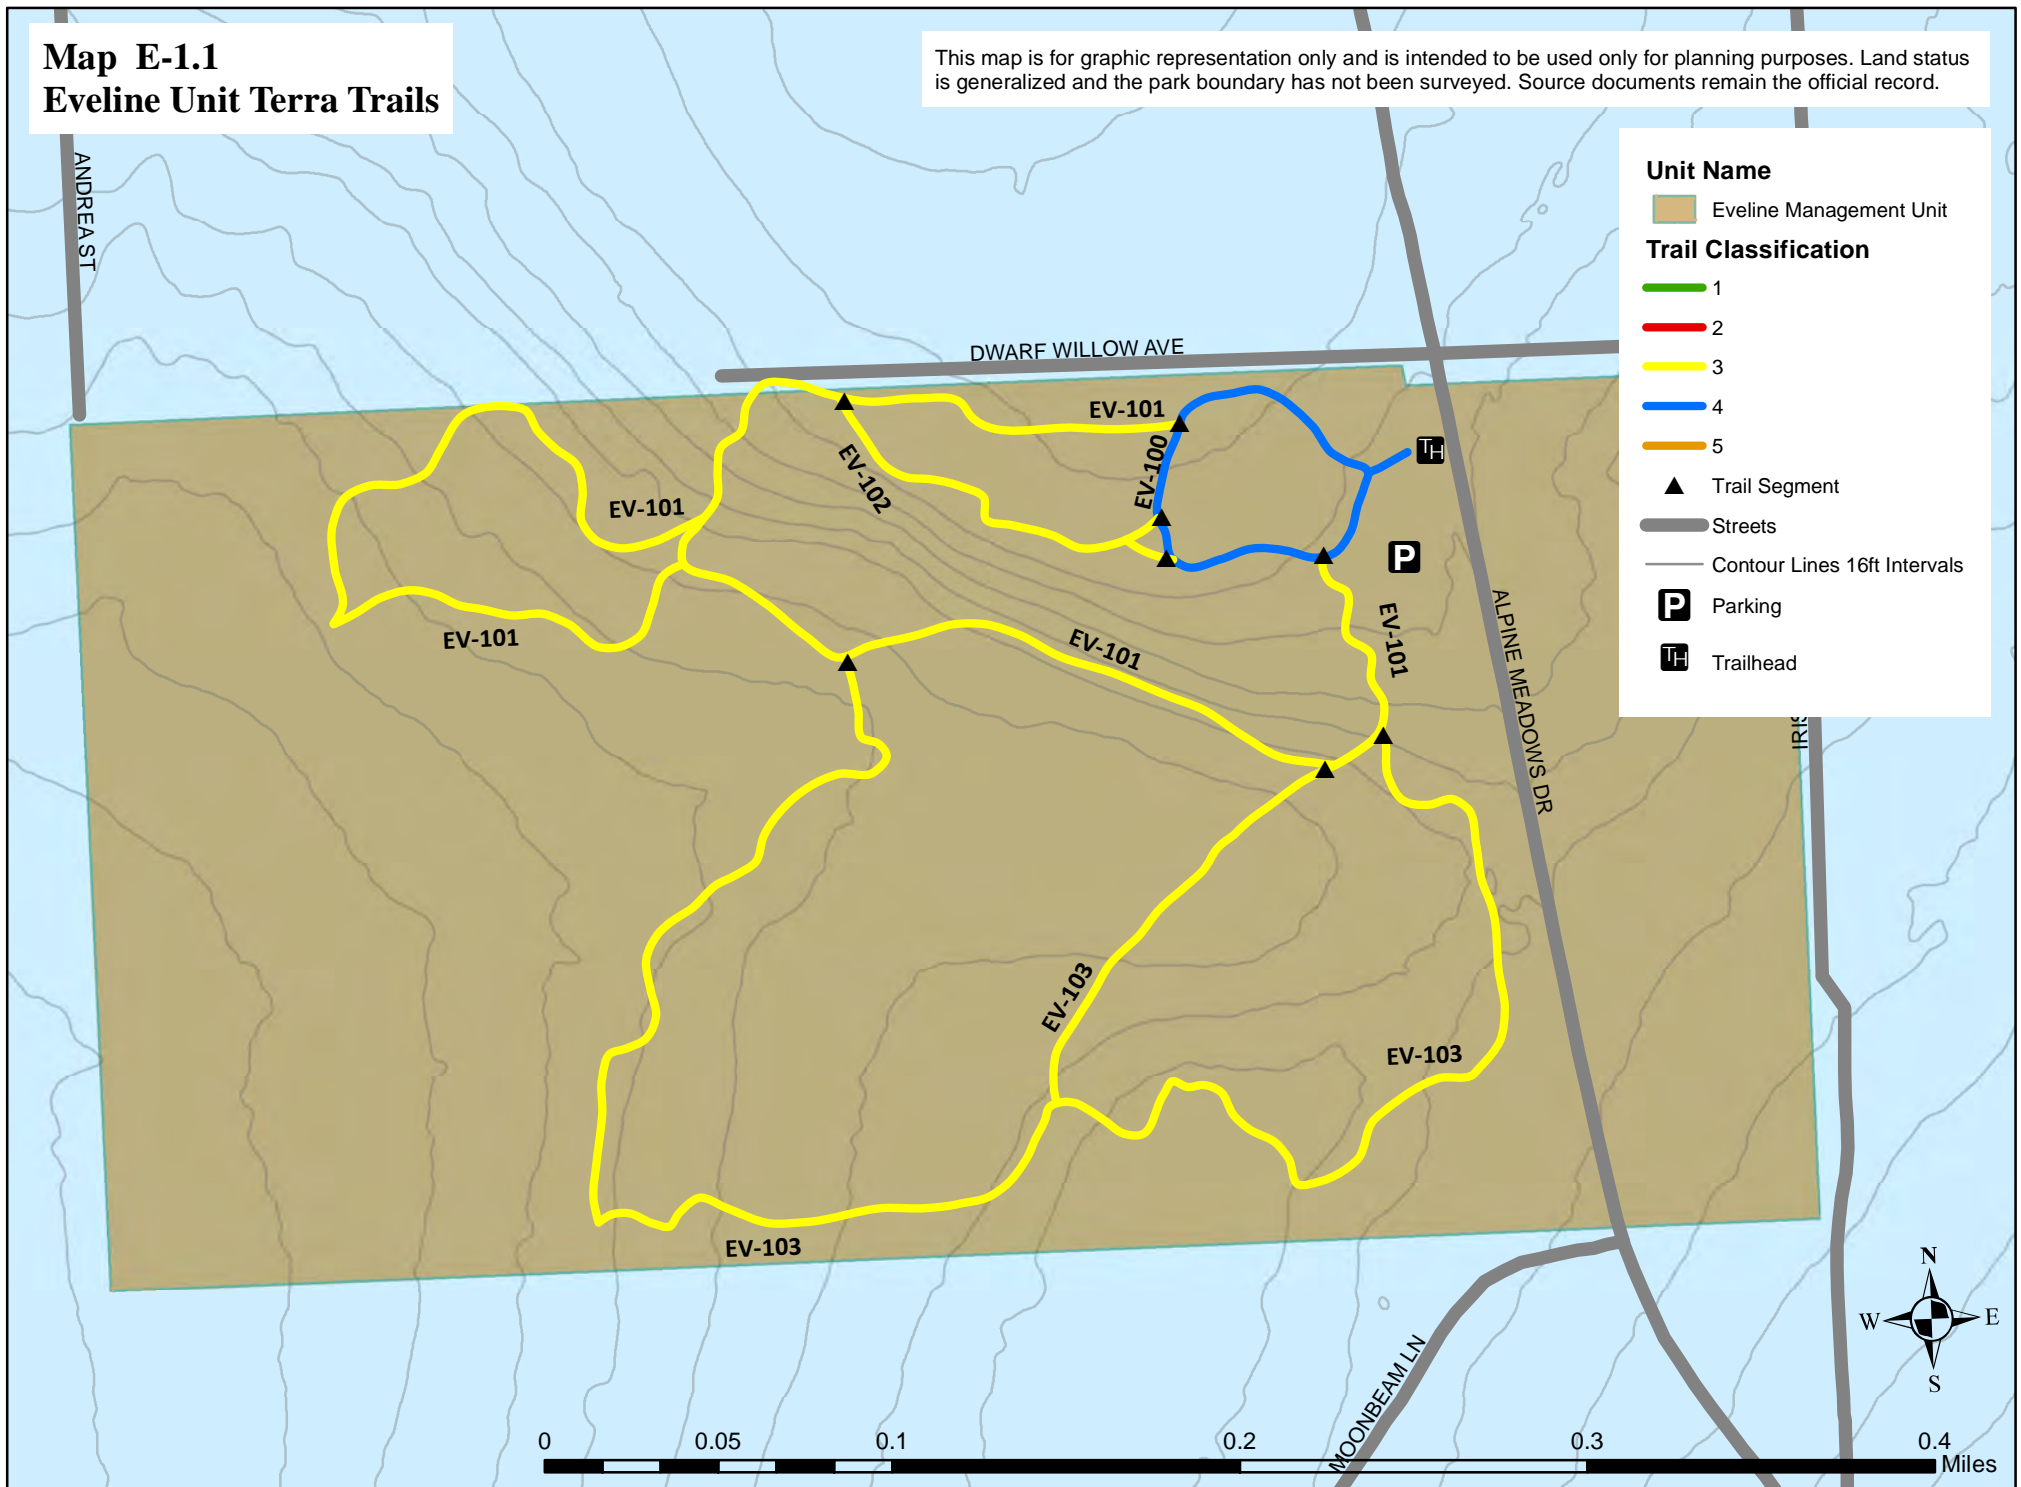 Map E-1.1
Eveline Unit Terra Trails
This map is for graphic representation only and is intended to be used only for planning purposes. Land status
is generalized and the park boundary has not been surveyed. Source documents remain the official record.
Unit Name
Eveline Management Unit
Trail Classification
1
2
3
4
5
Trail Segment
Streets
Contour Lines 16ft Intervals
P
Parking
TH
Trailhead
ANDREA ST
DWARF WILLOW AVE
EV-101
EV-100
EV-102
TH
EV-101
P
EV-101
EV-101
EV-101
ALPINE MEADOWS DR
IRIS
EV-103
EV-103
EV-103
MOONBEAM LN
N
W
E
S
0
0.05
0.1
0.2
0.3
0.4
Miles